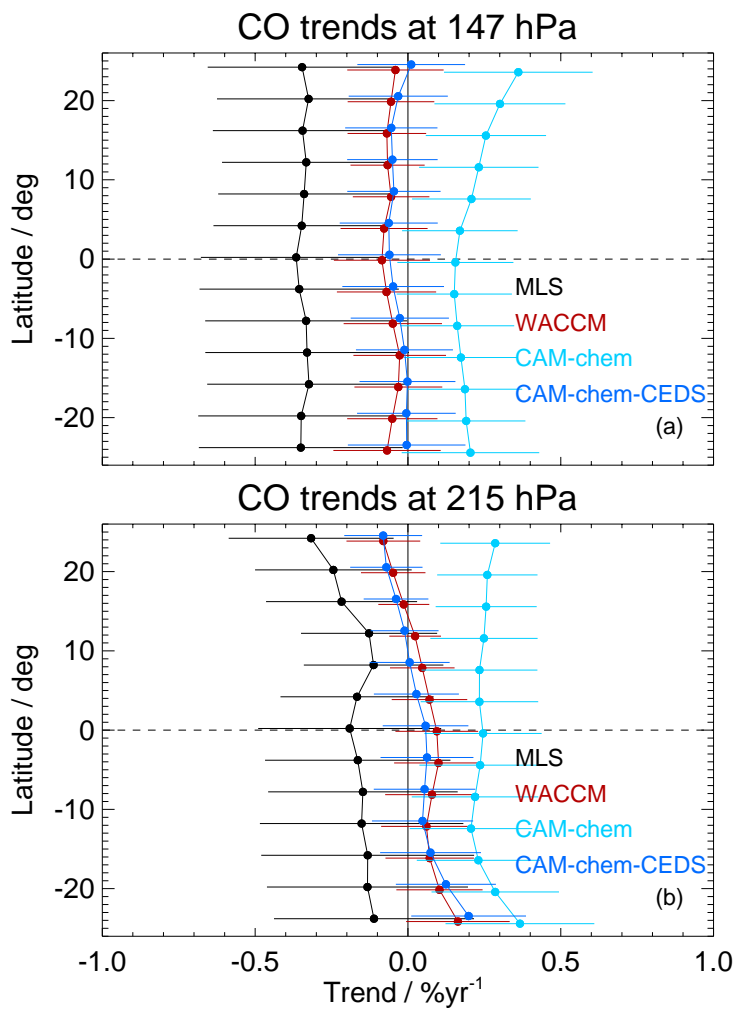 CO trends at 147 hPa
20
10
0
-10
-20
Latitude / deg
MLS
WACCM
CAM-chem
CAM-chem-CEDS
(a)
CO trends at 215 hPa
20
10
0
-10
-20
Latitude / deg
MLS
WACCM
CAM-chem
CAM-chem-CEDS
(b)
-1.0 -0.5 0.0 0.5 1.0
Trend / %yr⁻¹